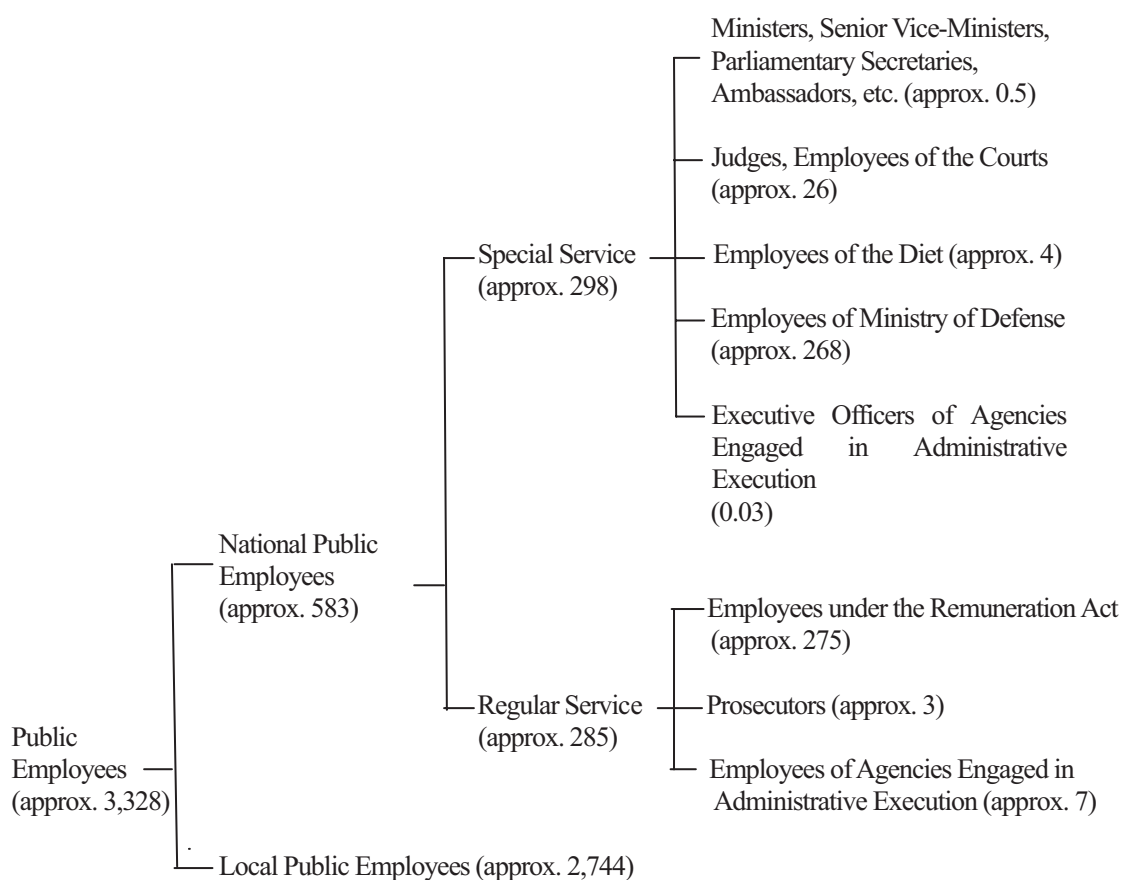 Ministers, Senior Vice-Ministers,
Parliamentary Secretaries,
Ambassadors, etc. (approx. 0.5)
Judges, Employees of the Courts
(approx. 26)
Special Service
(approx. 298)
Employees of the Diet (approx. 4)
Employees of Ministry of Defense
(approx. 268)
Executive Officers of Agencies
Engaged in Administrative
Execution
(0.03)
National Public
Employees
(approx. 583)
Employees under the Remuneration Act
(approx. 275)
Regular Service
(approx. 285)
Prosecutors (approx. 3)
Public
Employees
(approx. 3,328)
Employees of Agencies Engaged in
Administrative Execution (approx. 7)
Local Public Employees (approx. 2,744)